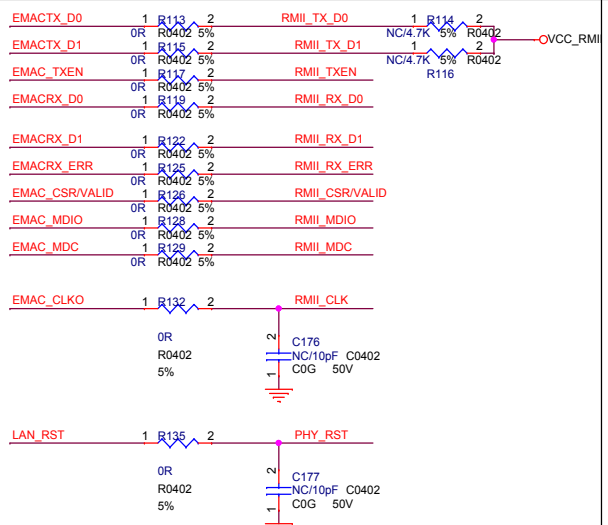 EMACTX_D0 1 R113 2 RMII_TX_D0 1 R114 2
0R R0402 5% NC/4.7K 5% R0402
VCC_RMI
EMACTX_D1 1 R115 2 RMII_TX_D1 1 2
0R R0402 5% NC/4.7K 5% R0402
EMAC_TXEN 1 R117 2 RMII_TXEN R116
0R R0402 5%
EMACRX_D0 1 R119 2 RMII_RX_D0
0R R0402 5%
EMACRX_D1 1 R122 2 RMII_RX_D1
0R R0402 5%
EMACRX_ERR 1 R125 2 RMII_RX_ERR
0R R0402 5%
EMAC_CSR/VALID 1 R126 2 RMII_CSR/VALID
0R R0402 5%
EMAC_MDIO 1 R128 2 RMII_MDIO
0R R0402 5%
EMAC_MDC 1 R129 2 RMII_MDC
0R R0402 5%
EMAC_CLKO 1 R132 2 RMII_CLK
0R
R0402
5%
2
C176
NC/10pF C0402
C0G 50V
1
LAN_RST 1 R135 2 PHY_RST
0R
R0402
5%
2
C177
NC/10pF C0402
C0G 50V
1